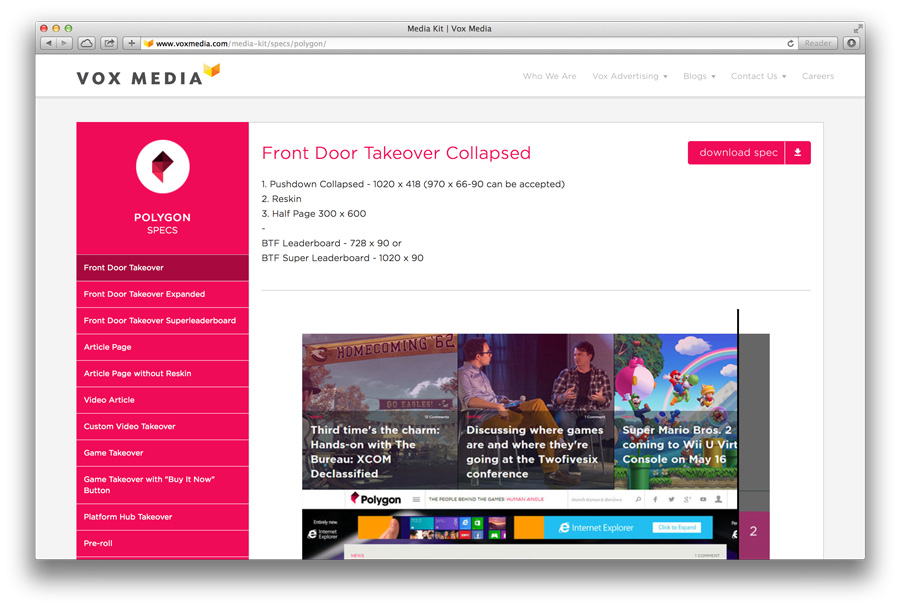 Media Kit | Vox Media
www.voxmedia.com/media-kit/specs/polygon/
Reader
VOX MEDIA
Who We Are
Vox Advertising
Blogs
Contact Us
Careers
POLYGON
SPECS
Front Door Takeover
Front Door Takeover Expanded
Front Door Takeover Superleaderboard
Article Page
Article Page without Reskin
Video Article
Custom Video Takeover
Game Takeover
Game Takeover with "Buy It Now"
Button
Platform Hub Takeover
Pre-roll
Front Door Takeover Collapsed
download spec
1. Pushdown Collapsed - 1020 x 418 (970 x 66-90 can be accepted)
2. Reskin
3. Half Page 300 x 600
-
BTF Leaderboard - 728 x 90 or
BTF Super Leaderboard - 1020 x 90
HOMECOMING '62
GO EAGLES!
12 Comments
Third time's the charm:
Hands-on with The
Bureau: XCOM
Declassified
1 Comment
Discussing where games
are and where they're
going at the Twofivesix
conference
Super Mario Bros. 2
coming to Wii U Virt
Console on May 16
Polygon
THE PEOPLE BEHIND THE GAMES: HUMAN ANGLE
Entirely new.
Internet
Explorer
Internet Explorer
Click to Expand
NEWS
1 COMMENT
2